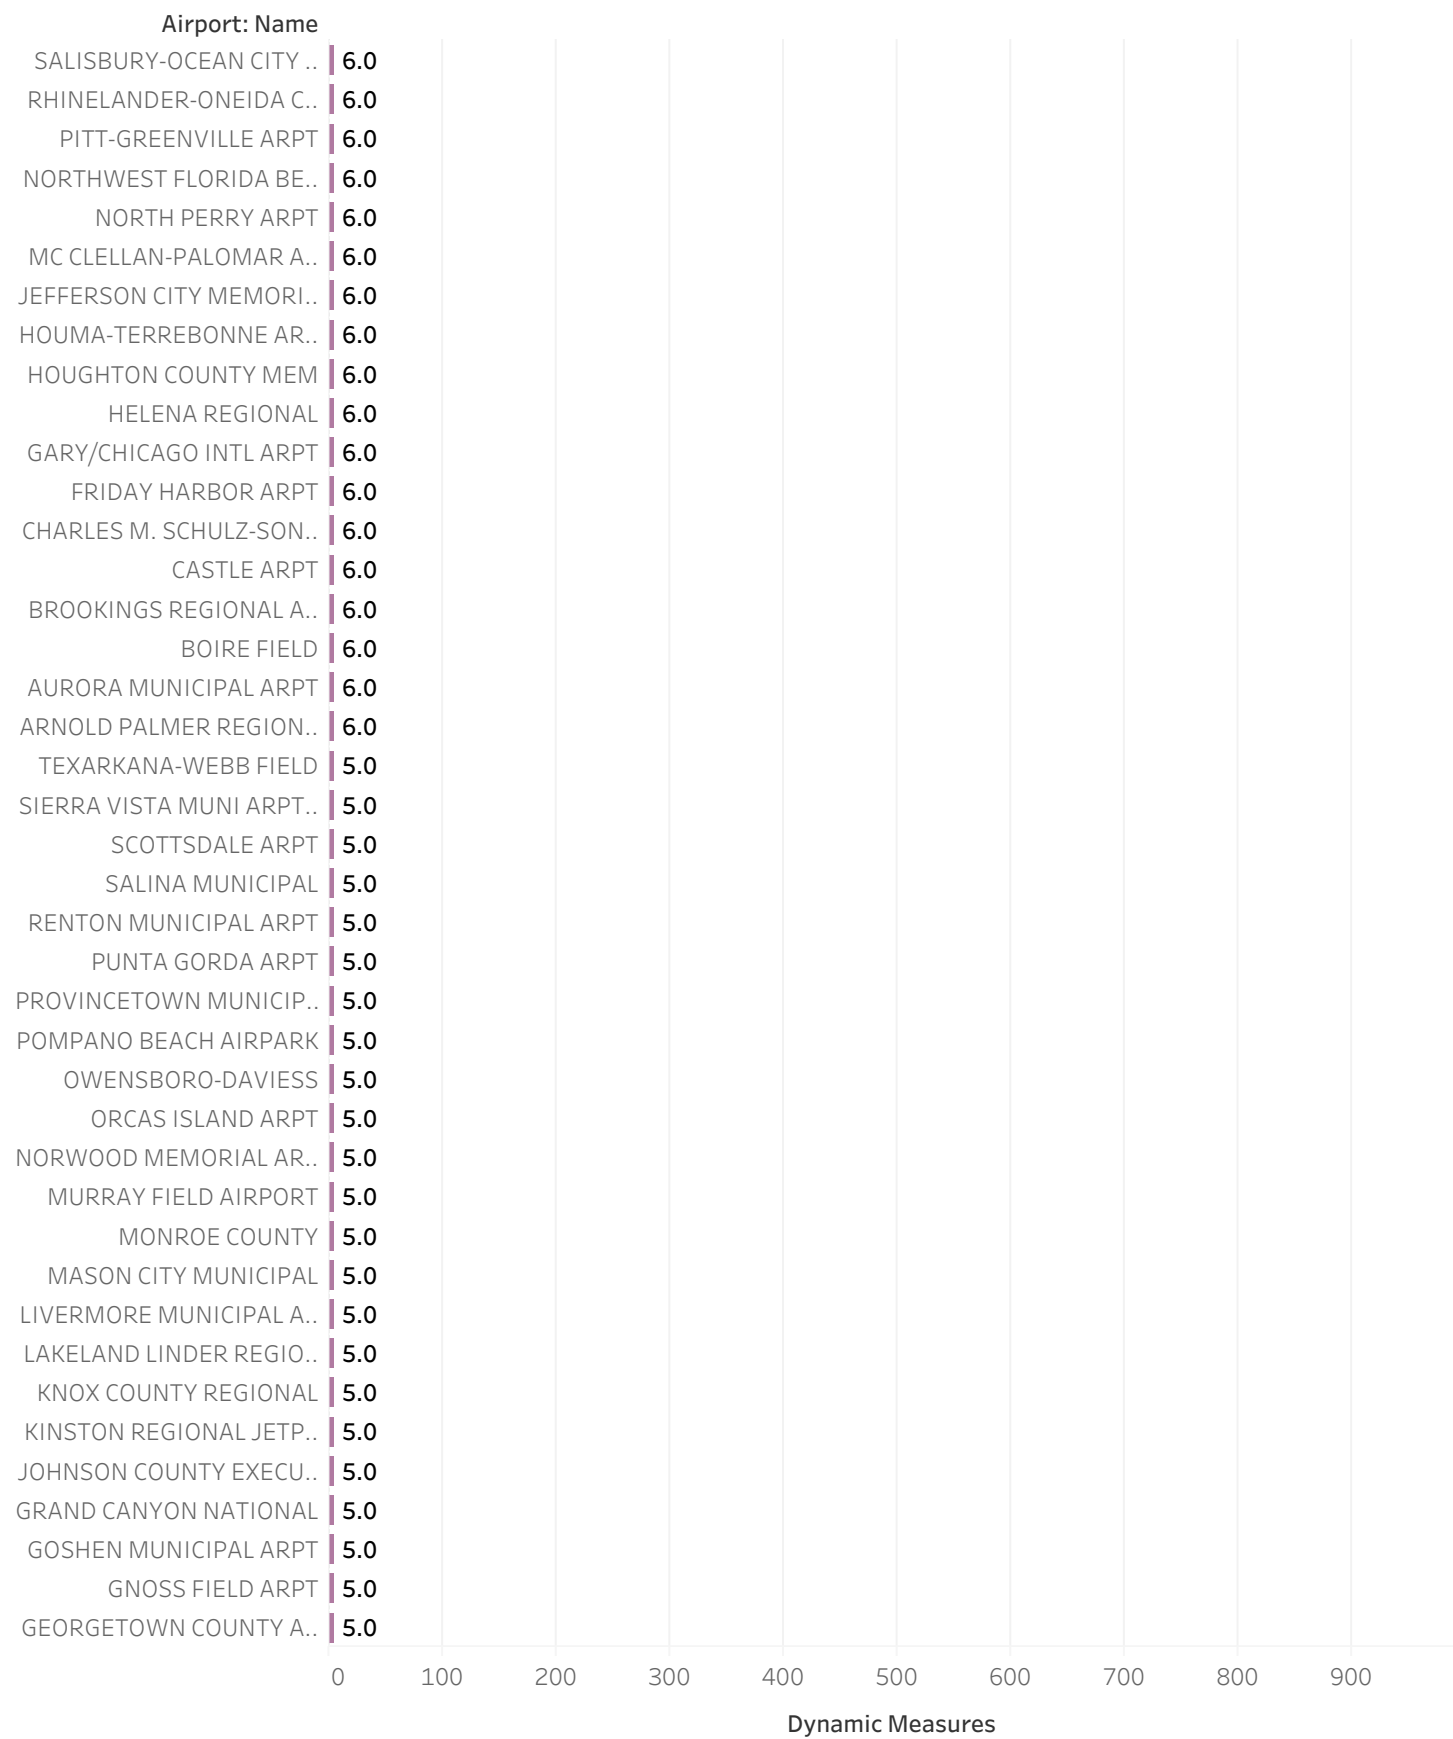 Airport: Name
SALISBURY-OCEAN CITY .. 6.0
RHINELANDER-ONEIDA C.. 6.0
PITT-GREENVILLE ARPT 6.0
NORTHWEST FLORIDA BE.. 6.0
NORTH PERRY ARPT 6.0
MC CLELLAN-PALOMAR A.. 6.0
JEFFERSON CITY MEMORI.. 6.0
HOUMA-TERREBONNE AR.. 6.0
HOUGHTON COUNTY MEM 6.0
HELENA REGIONAL 6.0
GARY/CHICAGO INTL ARPT 6.0
FRIDAY HARBOR ARPT 6.0
CHARLES M. SCHULZ-SON.. 6.0
CASTLE ARPT 6.0
BROOKINGS REGIONAL A.. 6.0
BOIRE FIELD 6.0
AURORA MUNICIPAL ARPT 6.0
ARNOLD PALMER REGION.. 6.0
TEXARKANA-WEBB FIELD 5.0
SIERRA VISTA MUNI ARPT.. 5.0
SCOTTSDALE ARPT 5.0
SALINA MUNICIPAL 5.0
RENTON MUNICIPAL ARPT 5.0
PUNTA GORDA ARPT 5.0
PROVINCETOWN MUNICIP.. 5.0
POMPANO BEACH AIRPARK 5.0
OWENSBORO-DAVIESS 5.0
ORCAS ISLAND ARPT 5.0
NORWOOD MEMORIAL AR.. 5.0
MURRAY FIELD AIRPORT 5.0
MONROE COUNTY 5.0
MASON CITY MUNICIPAL 5.0
LIVERMORE MUNICIPAL A.. 5.0
LAKELAND LINDER REGIO.. 5.0
KNOX COUNTY REGIONAL 5.0
KINSTON REGIONAL JETP.. 5.0
JOHNSON COUNTY EXECU.. 5.0
GRAND CANYON NATIONAL 5.0
GOSHEN MUNICIPAL ARPT 5.0
GNOSS FIELD ARPT 5.0
GEORGETOWN COUNTY A.. 5.0
0 100 200 300 400 500 600 700 800 900
Dynamic Measures